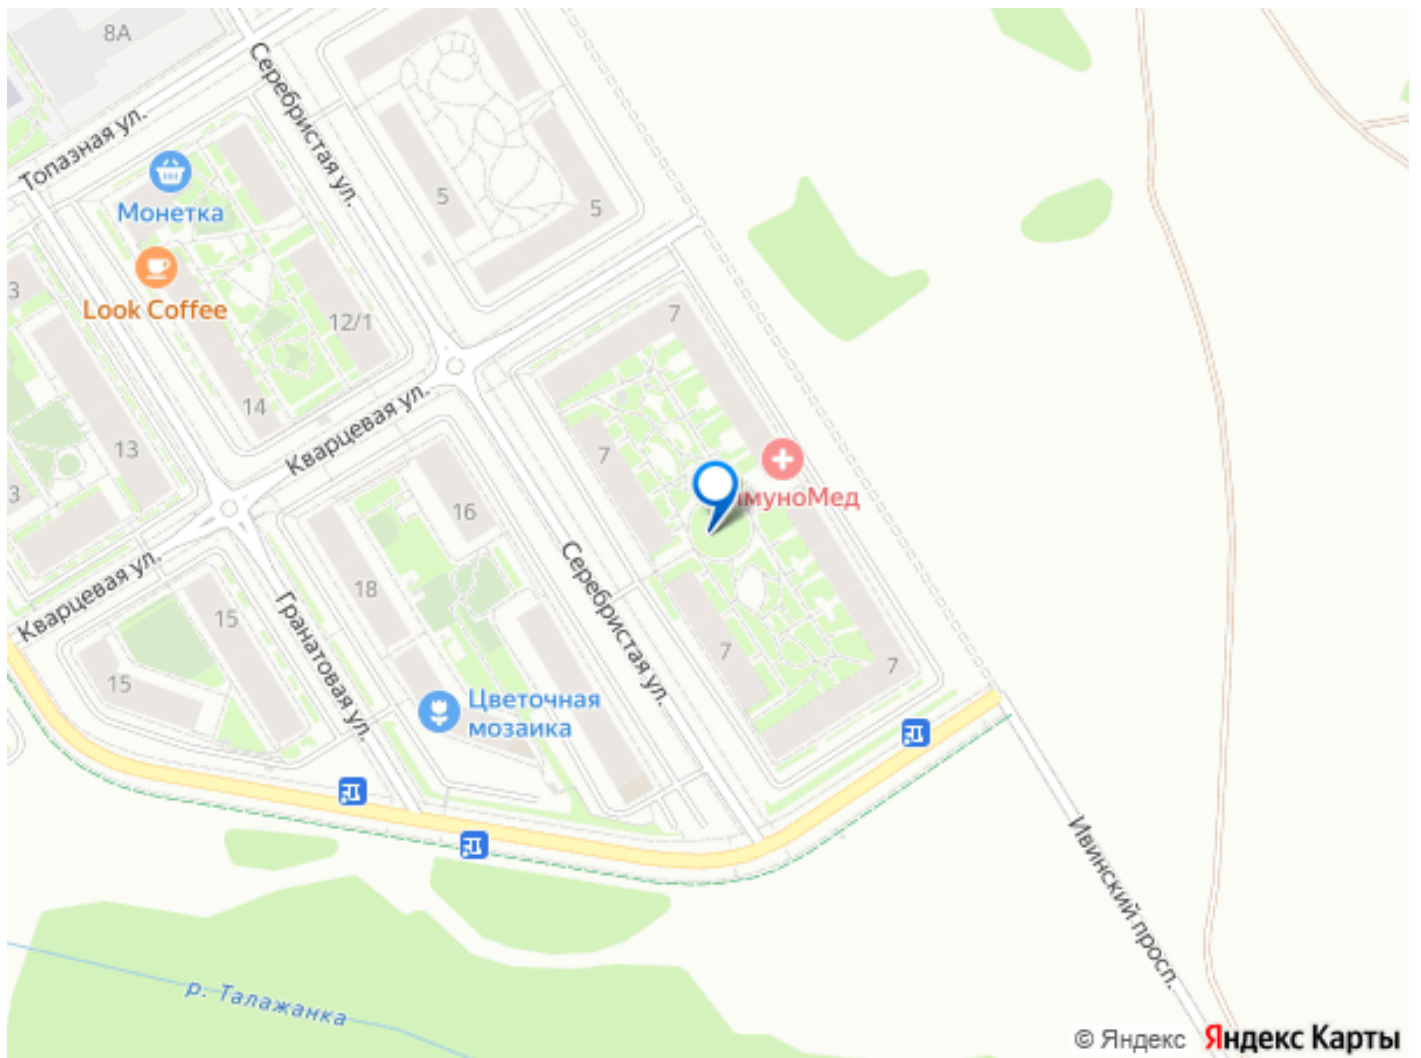 8А
Серебристая ул.
Топазная ул.
Монетка
5
5
Look Coffee
3
12/1
7
14
Кварцевая ул.
13
7
3
муноМед
16
Кварцевая ул.
18
Серебристая ул.
15
Гранатовая ул.
15
7
7
Цветочная
мозаика
Ивинский просп.
р. Талажанка
© Яндекс
Яндекс Карты